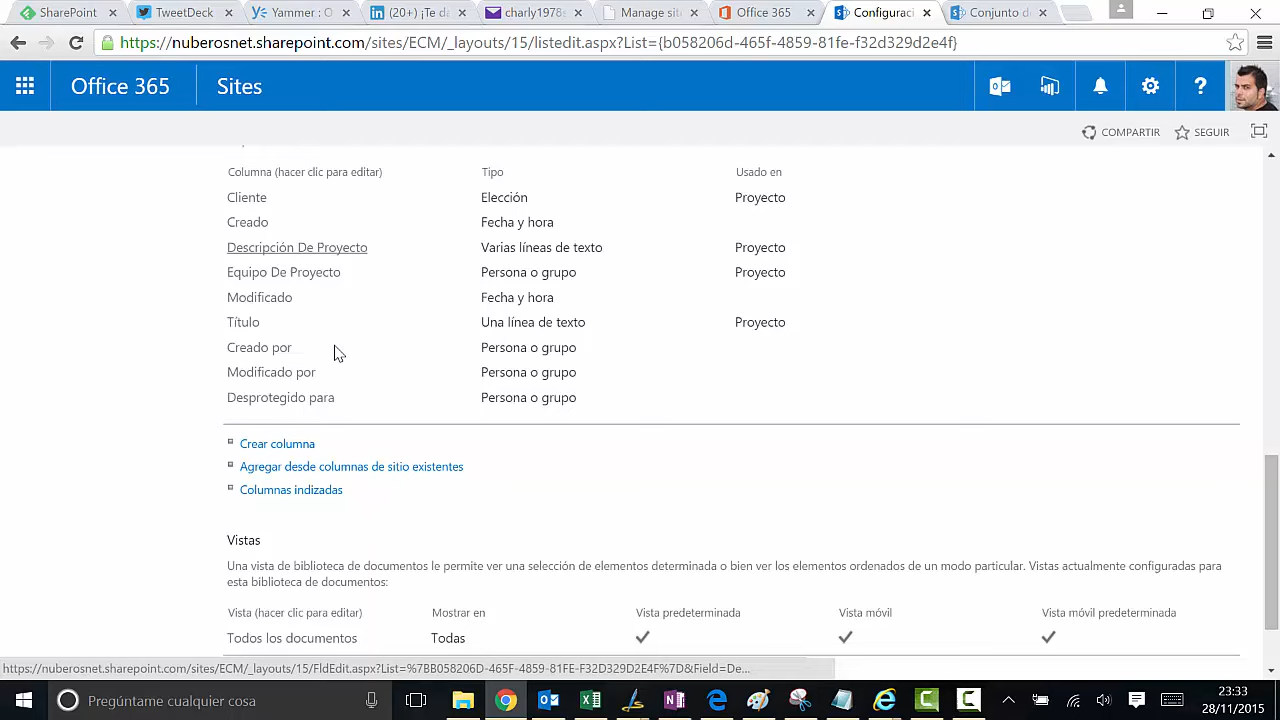 SharePoint
TweetDeck
Yammer : O
(20+) ¡Te da
charly1978s
Manage site
Office 365
Configuraci
Conjunto de
https://nuberosnet.sharepoint.com/sites/ECM/_layouts/15/listedit.aspx?List={b058206d-465f-4859-81fe-f32d329d2e4f}
Office 365
Sites
COMPARTIR
SEGUIR
Columna (hacer clic para editar)
Tipo
Usado en
Cliente
Elección
Proyecto
Creado
Fecha y hora
Descripción De Proyecto
Varias líneas de texto
Proyecto
Equipo De Proyecto
Persona o grupo
Proyecto
Modificado
Fecha y hora
Título
Una línea de texto
Proyecto
Creado por
Persona o grupo
Modificado por
Persona o grupo
Desprotegido para
Persona o grupo
Crear columna
Agregar desde columnas de sitio existentes
Columnas indizadas
Vistas
Una vista de biblioteca de documentos le permite ver una selección de elementos determinada o bien ver los elementos ordenados de un modo particular. Vistas actualmente configuradas para
esta biblioteca de documentos:
Vista (hacer clic para editar)
Mostrar en
Vista predeterminada
Vista móvil
Vista móvil predeterminada
Todos los documentos
Todas
https://nuberosnet.sharepoint.com/sites/ECM/_layouts/15/FldEdit.aspx?List=%7BB058206D-465F-4859-81FE-F32D329D2E4F%7D&Field=De...
Pregúntame cualquier cosa
23:33
28/11/2015